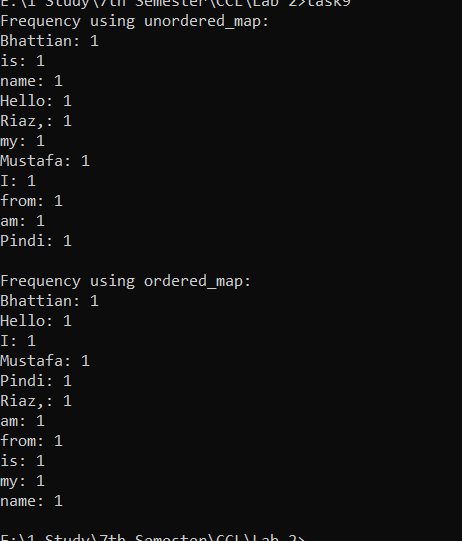 E:\1 Study\7th Semester\CCL\Lab 2>task9
Frequency using unordered_map:
Bhattian: 1
is: 1
name: 1
Hello: 1
Riaz,: 1
my: 1
Mustafa: 1
I: 1
from: 1
am: 1
Pindi: 1

Frequency using ordered_map:
Bhattian: 1
Hello: 1
I: 1
Mustafa: 1
Pindi: 1
Riaz,: 1
am: 1
from: 1
is: 1
my: 1
name: 1

E:\1 Study\7th Semester\CCL\Lab 2>